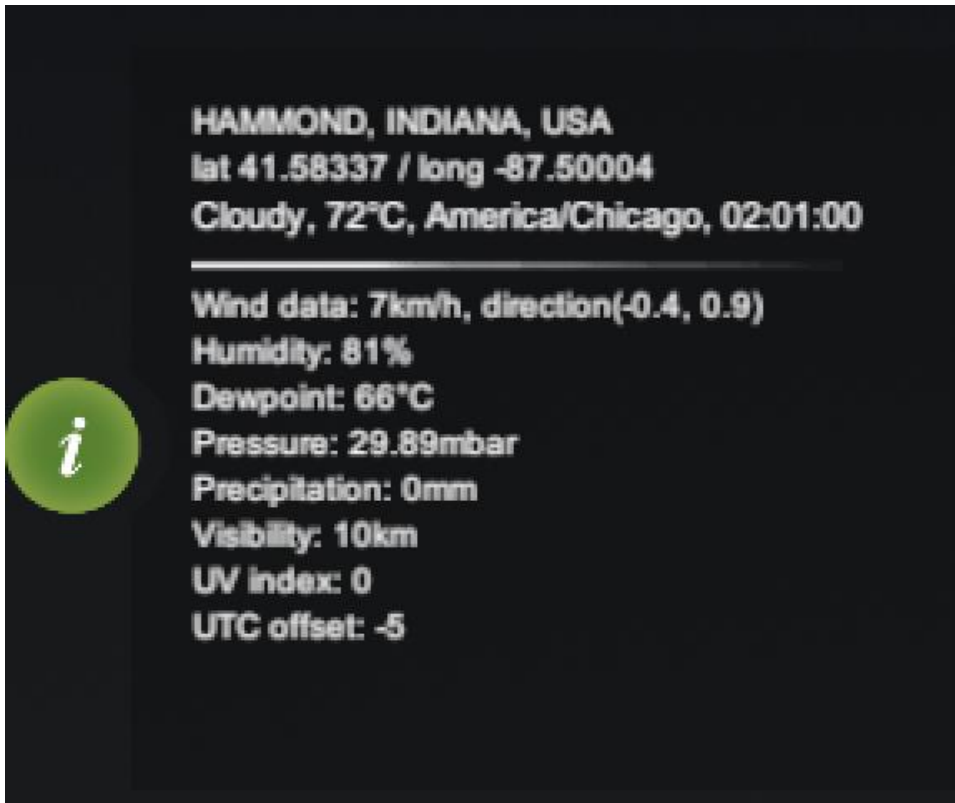 HAMMOND, INDIANA, USA
lat 41.58337 / long -87.50004
Cloudy, 72°C, America/Chicago, 02:01:00
Wind data: 7km/h, direction(-0.4, 0.9)
Humidity: 81%
Dewpoint: 66°C
Pressure: 29.89mbar
Precipitation: 0mm
Visibility: 10km
UV index: 0
UTC offset: -5
i